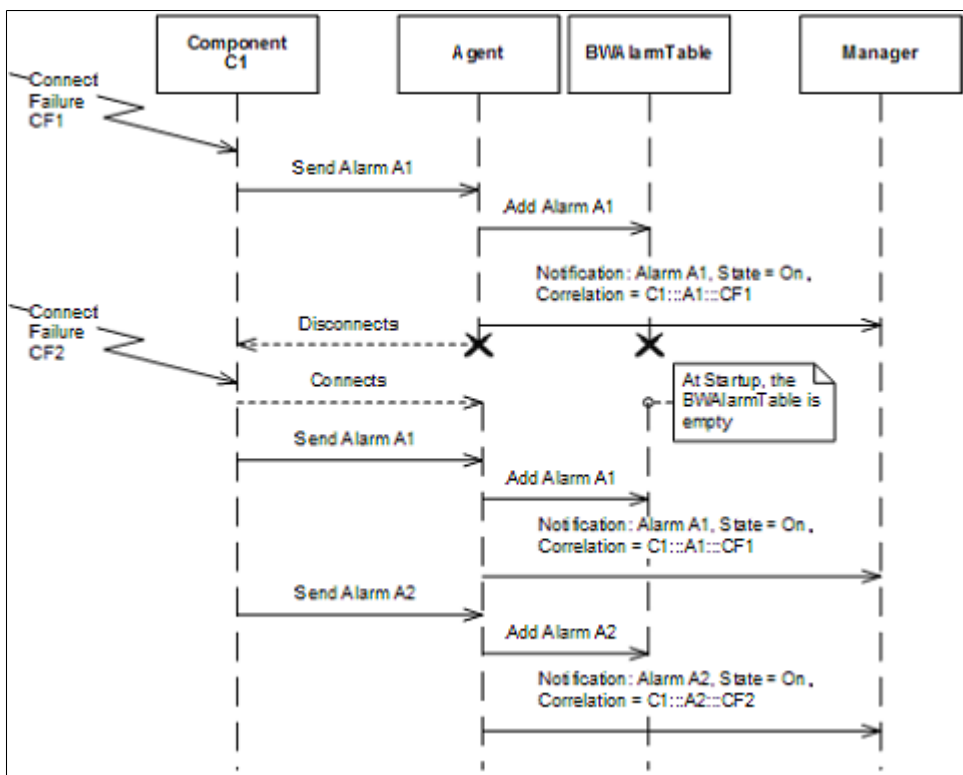 Component
C1
Agent
BWAlarmTable
Manager
Connect
Failure
CF1
Send Alarm A1
Add Alarm A1
Notification: Alarm A1, State = On,
Correlation = C1:::A1:::CF1
Connect
Failure
CF2
Disconnects
Connects
At Startup, the
BWAlarmTable is
empty
Send Alarm A1
Add Alarm A1
Notification: Alarm A1, State = On,
Correlation = C1:::A1:::CF1
Send Alarm A2
Add Alarm A2
Notification: Alarm A2, State = On,
Correlation = C1:::A2:::CF2